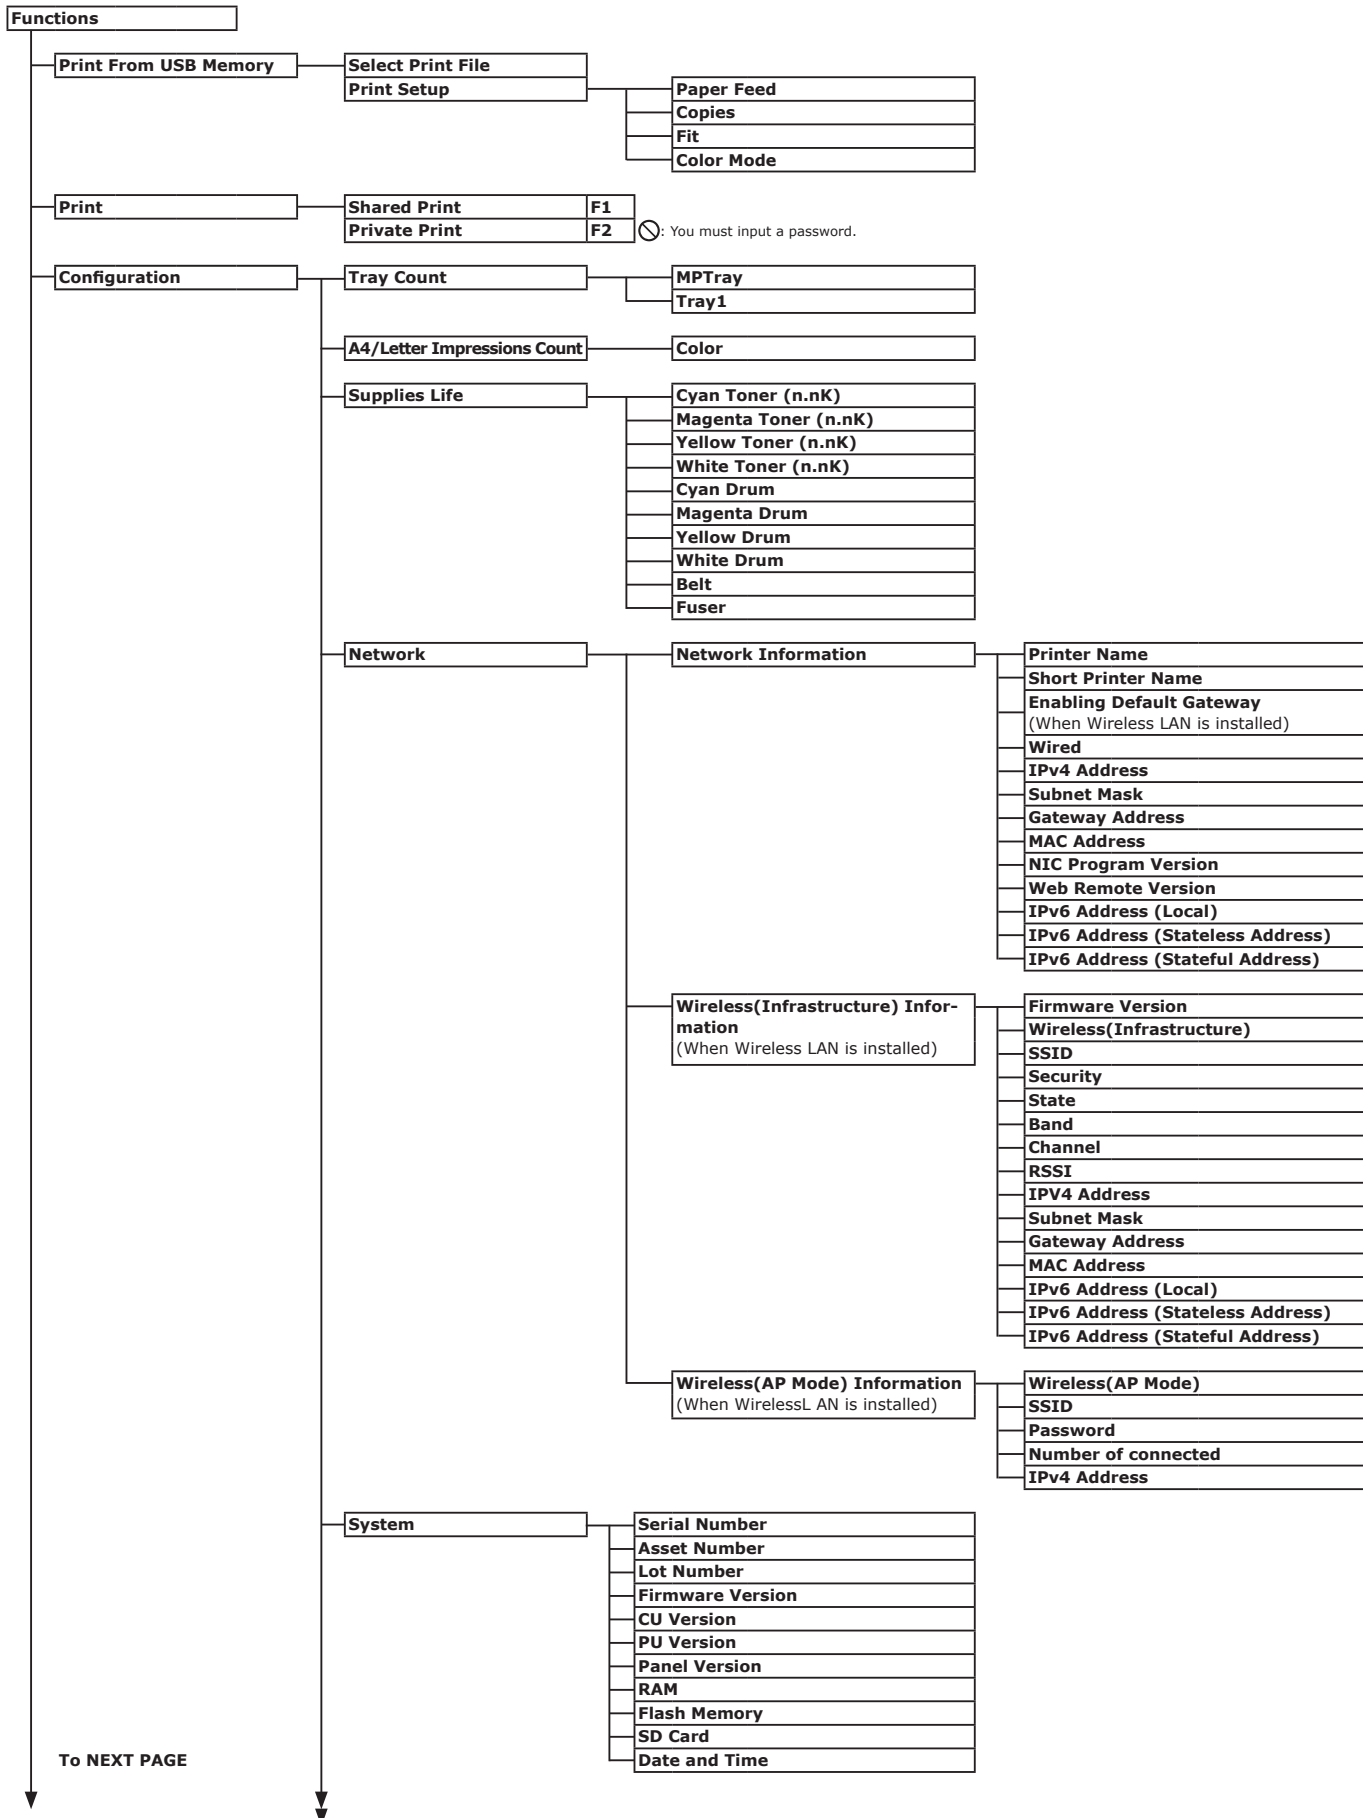 Functions
Print From USB Memory
Select Print File
Print Setup
Paper Feed
Copies
Fit
Color Mode
Print
Shared Print F1
Private Print F2 : You must input a password.
Configuration
Tray Count
MPTray
Tray1
A4/Letter Impressions Count
Color
Supplies Life
Cyan Toner (n.nK)
Magenta Toner (n.nK)
Yellow Toner (n.nK)
White Toner (n.nK)
Cyan Drum
Magenta Drum
Yellow Drum
White Drum
Belt
Fuser
Network
Network Information
Printer Name
Short Printer Name
Enabling Default Gateway
(When Wireless LAN is installed)
Wired
IPv4 Address
Subnet Mask
Gateway Address
MAC Address
NIC Program Version
Web Remote Version
IPv6 Address (Local)
IPv6 Address (Stateless Address)
IPv6 Address (Stateful Address)
Wireless(Infrastructure) Infor-
mation
(When Wireless LAN is installed)
Firmware Version
Wireless(Infrastructure)
SSID
Security
State
Band
Channel
RSSI
IPV4 Address
Subnet Mask
Gateway Address
MAC Address
IPv6 Address (Local)
IPv6 Address (Stateless Address)
IPv6 Address (Stateful Address)
Wireless(AP Mode) Information
(When WirelessL AN is installed)
Wireless(AP Mode)
SSID
Password
Number of connected
IPv4 Address
System
Serial Number
Asset Number
Lot Number
Firmware Version
CU Version
PU Version
Panel Version
RAM
Flash Memory
SD Card
Date and Time
To NEXT PAGE